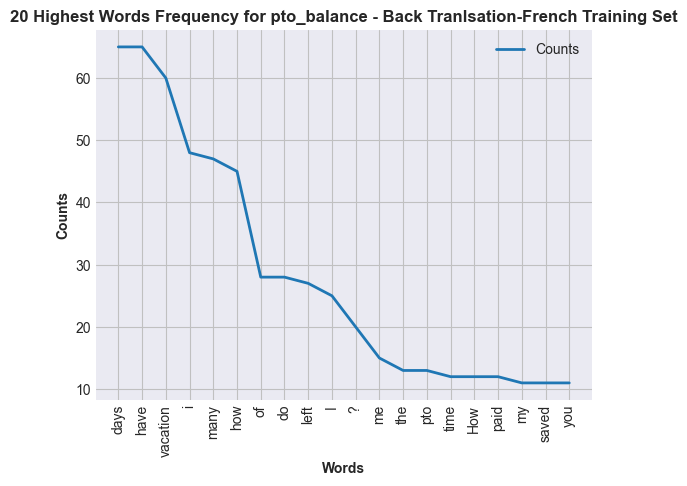 20 Highest Words Frequency for pto_balance - Back Tranlsation-French Training Set
Counts
60
50
40
30
20
10
Counts
days
have
vacation
i
many
how
of
do
left
I
?
me
the
pto
time
How
paid
my
saved
you
Words